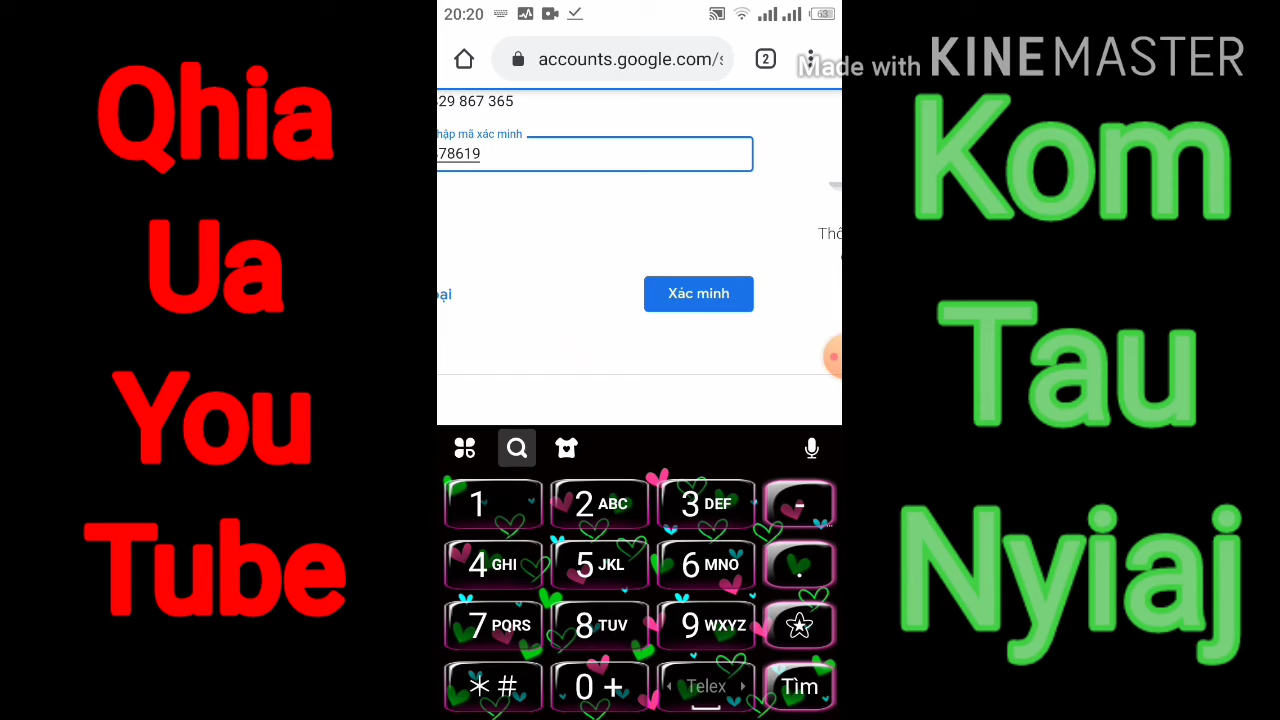 Qhia
Ua
You
Tube
20:20
63
accounts.google.com/s
2
29 867 365
hập mã xác minh
78619
Thô
oại
Xác minh
1
2 ABC
3 DEF
-
4 GHI
5 JKL
6 MNO
.
7 PQRS
8 TUV
9 WXYZ
* #
0 +
Telex
Tìm
Made with KINEMASTER
Kom
Tau
Nyiaj